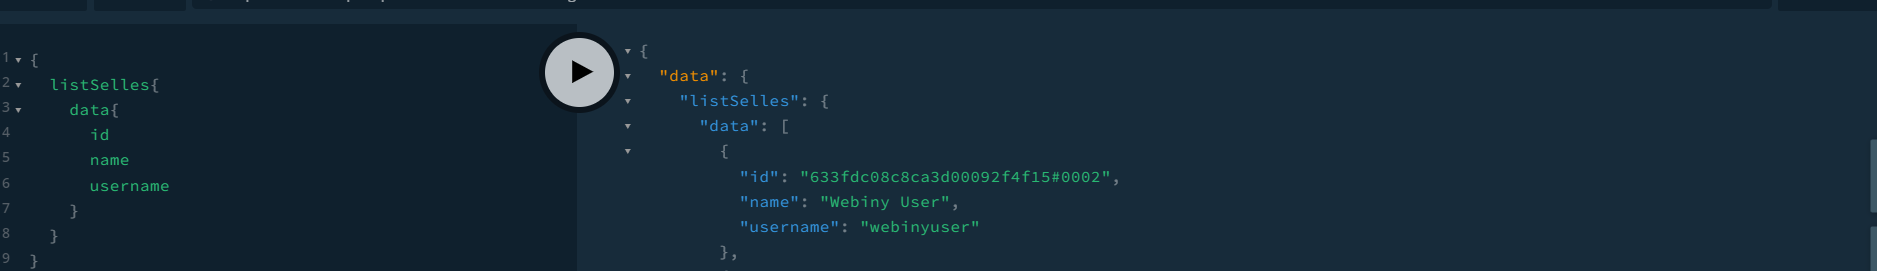 1 {
2 listSelles{
3 data{
4 id
5 name
6 username
7 }
8 }
9 }
{
"data": {
"listSelles": {
"data": [
{
"id": "633fdc08c8ca3d00092f4f15#0002",
"name": "Webiny User",
"username": "webinyuser"
},